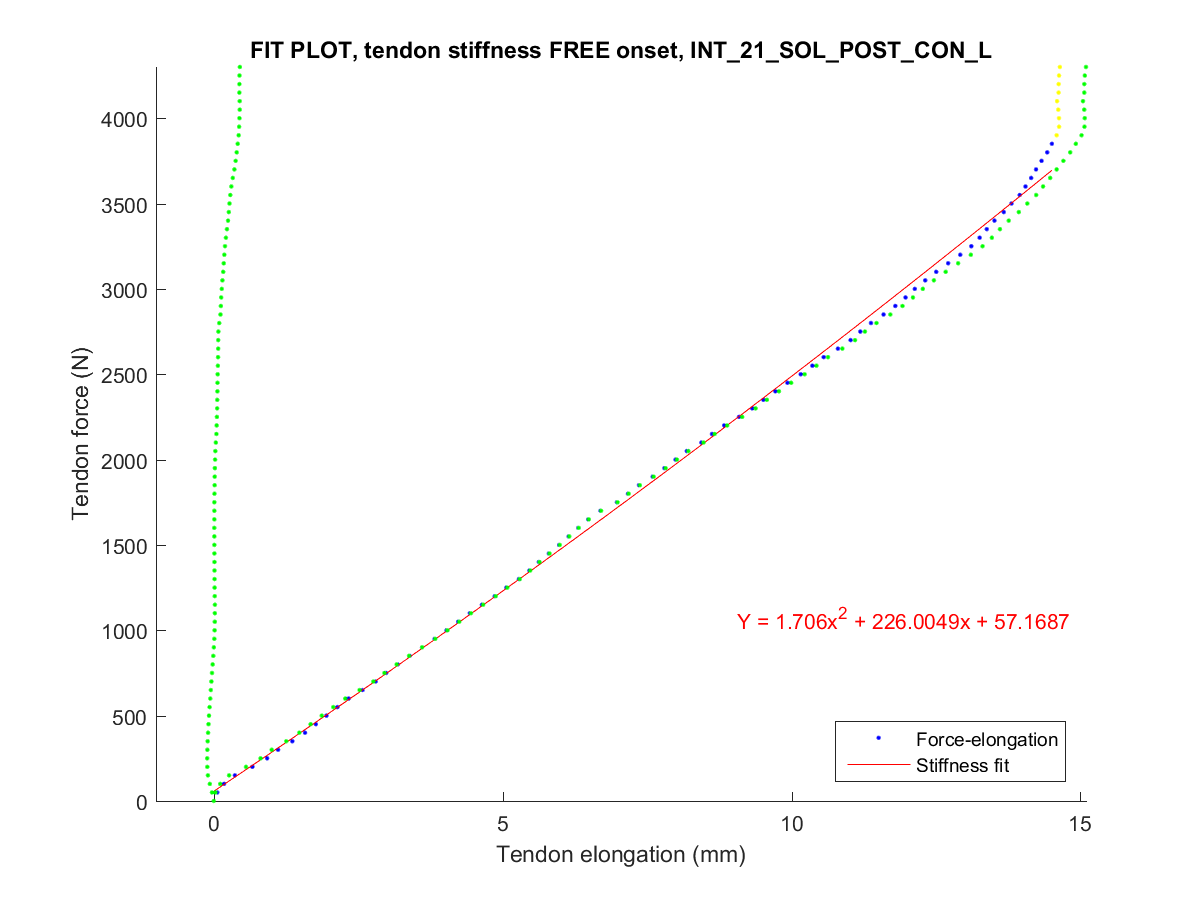 FIT PLOT, tendon stiffness FREE onset, INT_21_SOL_POST_CON_L
4000
3500
3000
2500
2000
1500
1000
500
0
Tendon force (N)
Y = 1.706x² + 226.0049x + 57.1687
Force-elongation
Stiffness fit
0 5 10 15
Tendon elongation (mm)